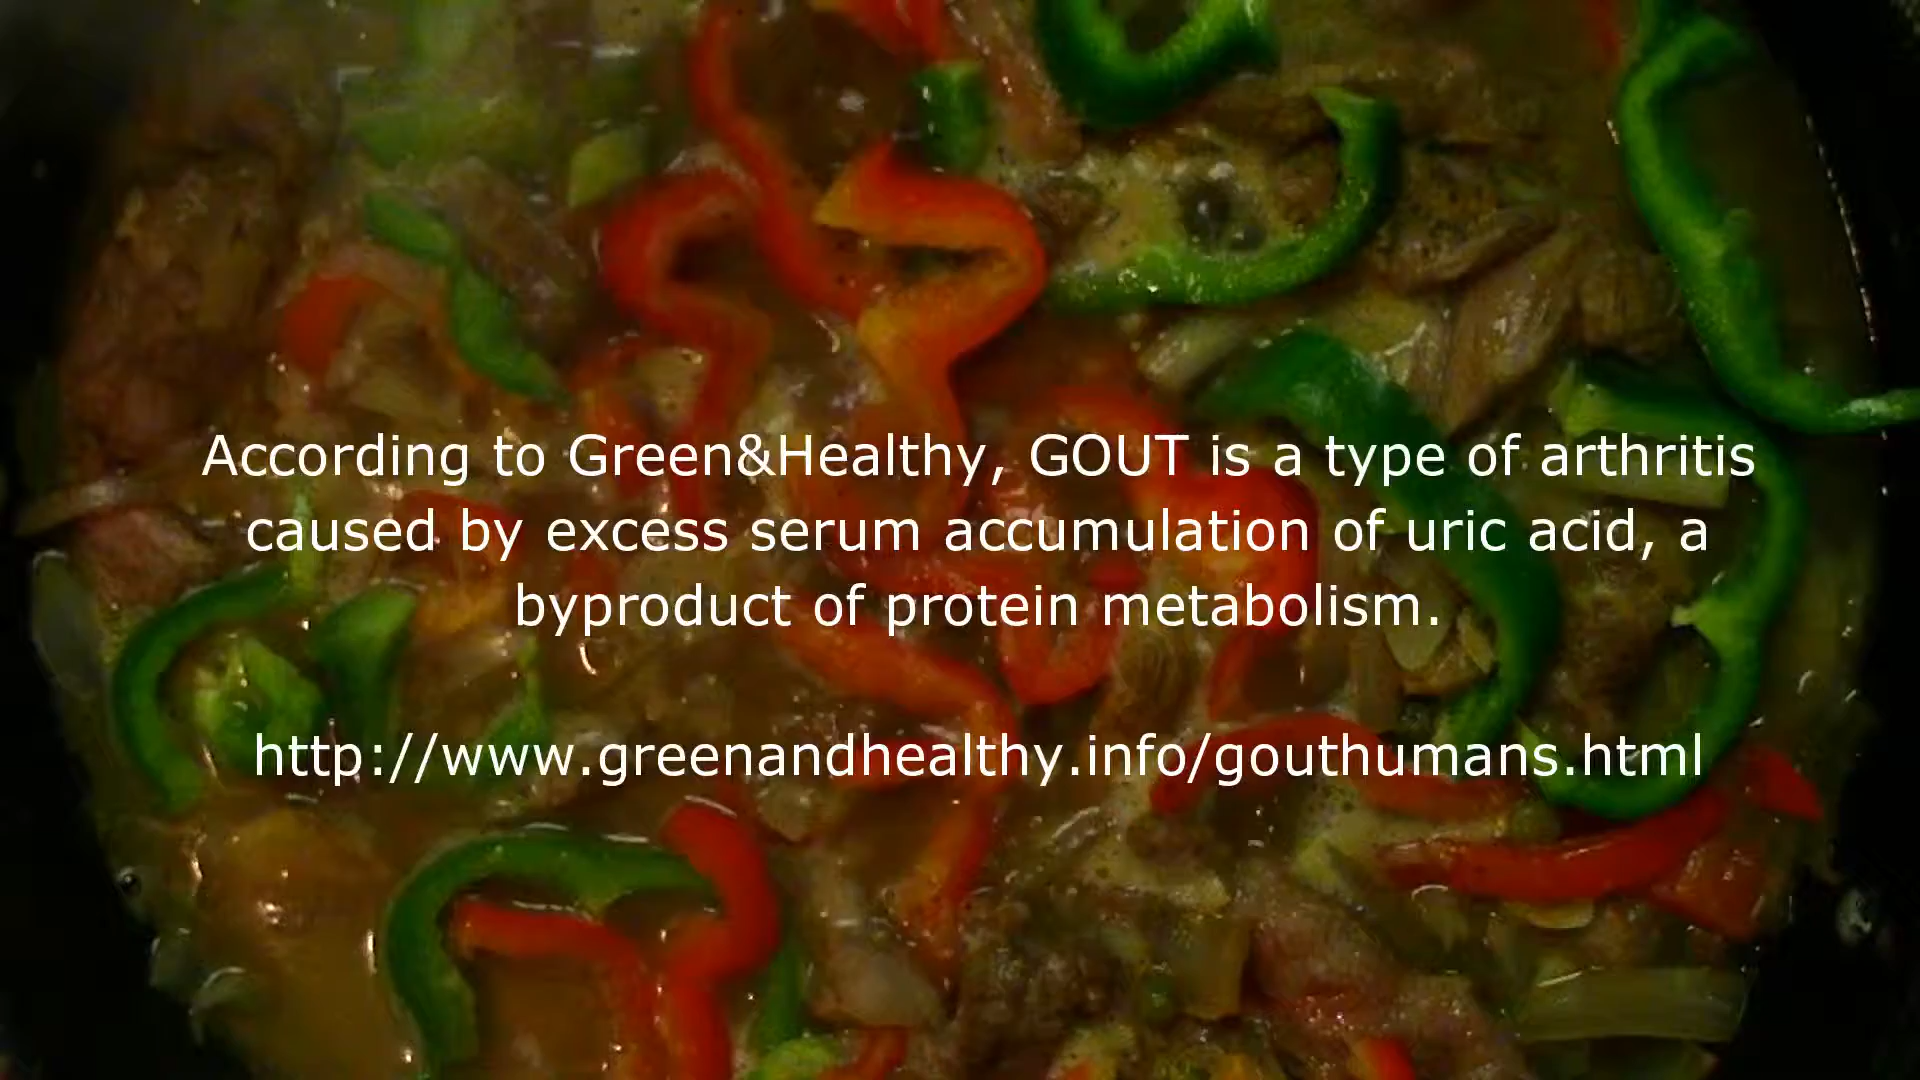 According to Green&Healthy, GOUT is a type of arthritis
caused by excess serum accumulation of uric acid, a
byproduct of protein metabolism.
http://www.greenandhealthy.info/gouthumans.html